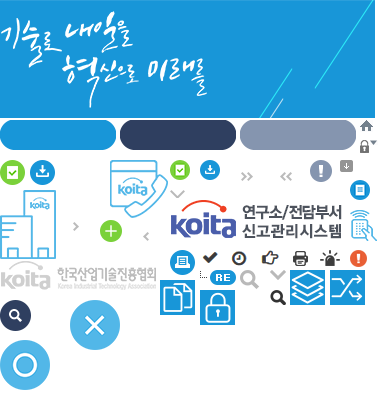 기술로 내일을
혁신으로 미래를
koita
koita
koita 연구소/전담부서
신고관리시스템
koita 한국산업기술진흥협회
Korea Industrial Technology Association
RE